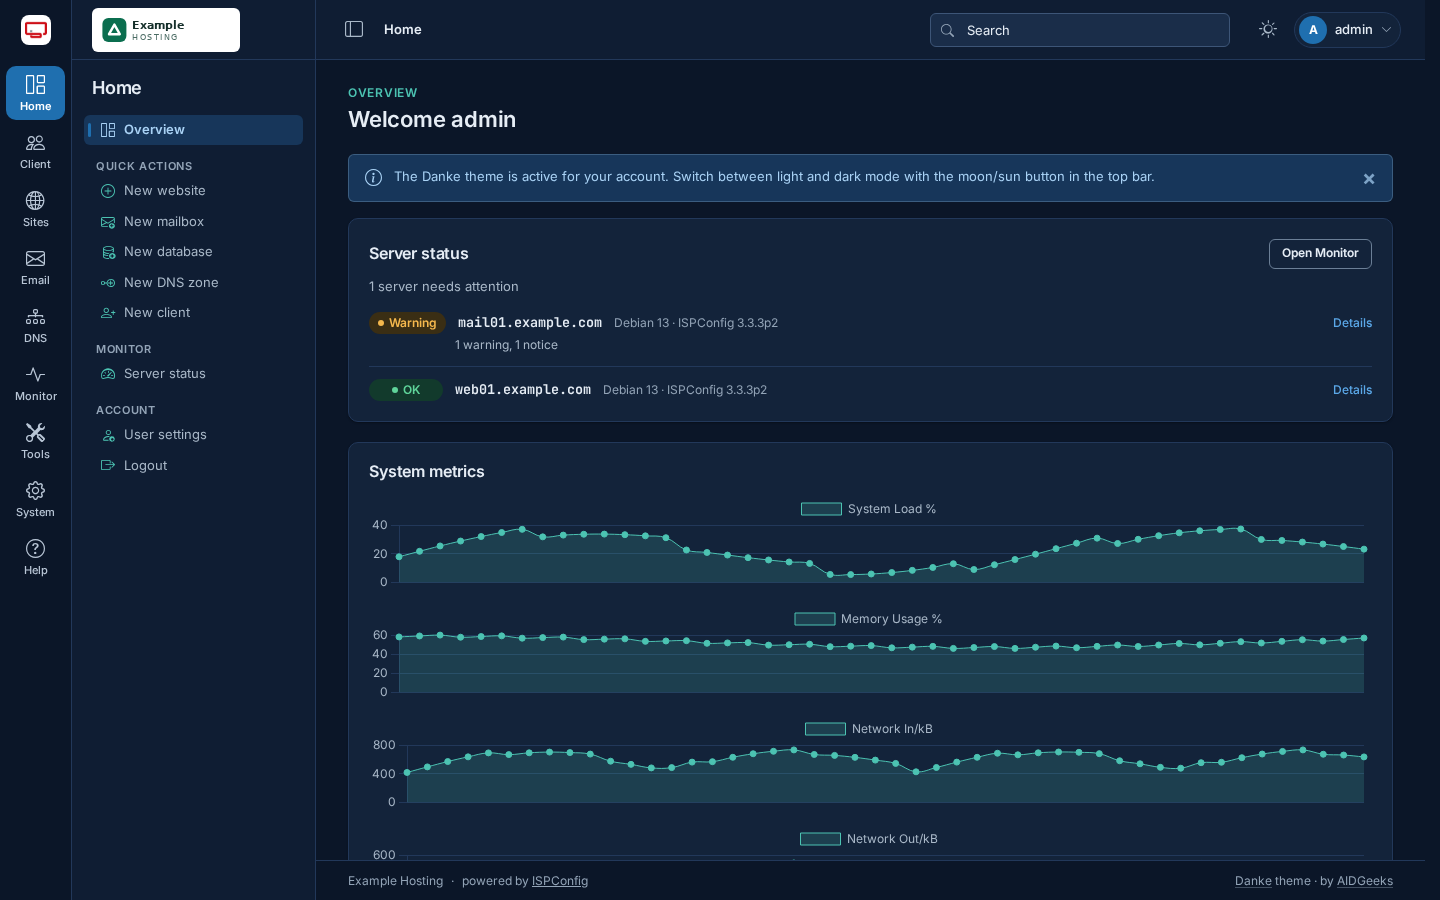 Example
HOSTING
Home
Search
A admin
Home
Client
Sites
Email
DNS
Monitor
Tools
System
Help
Home
Overview
QUICK ACTIONS
New website
New mailbox
New database
New DNS zone
New client
MONITOR
Server status
ACCOUNT
User settings
Logout
OVERVIEW
Welcome admin
The Danke theme is active for your account. Switch between light and dark mode with the moon/sun button in the top bar.
Server status
Open Monitor
1 server needs attention
Warning mail01.example.com Debian 13 · ISPConfig 3.3.3p2 Details
1 warning, 1 notice
OK web01.example.com Debian 13 · ISPConfig 3.3.3p2 Details
System metrics
System Load %
40
20
0
Memory Usage %
60
40
20
0
Network In/kB
800
400
0
Network Out/kB
600
Example Hosting · powered by ISPConfig
Danke theme · by AIDGeeks